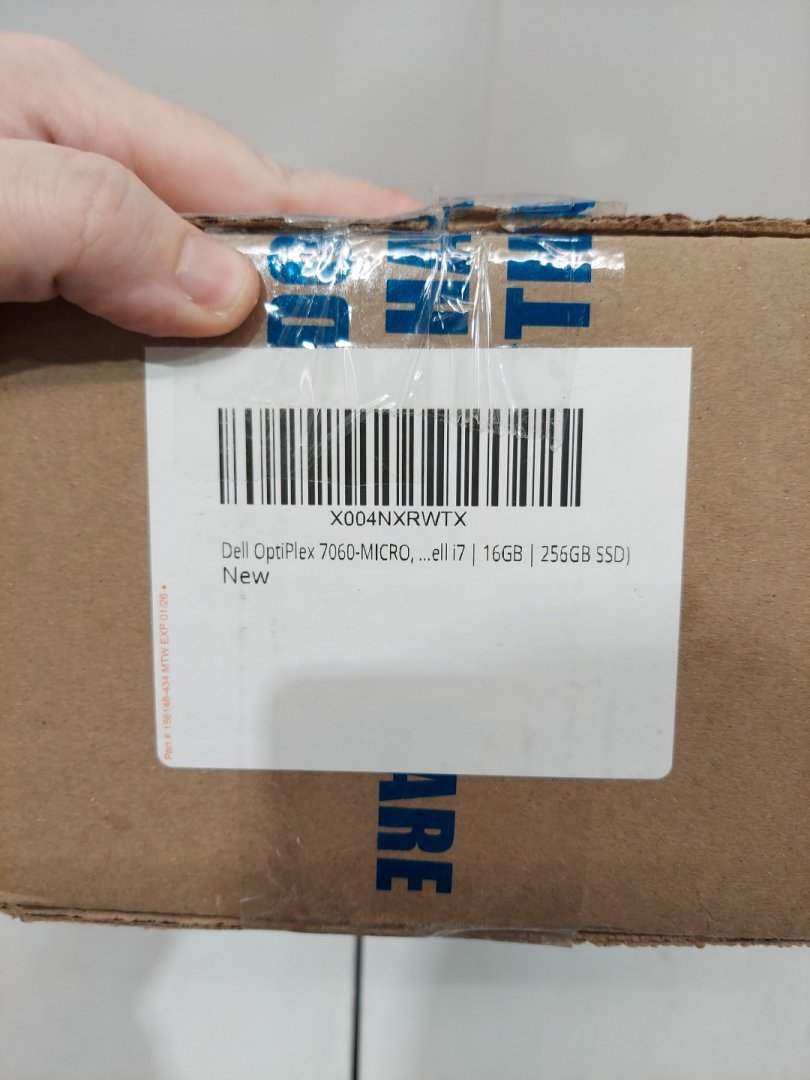 X004NXRWTX
Dell OptiPlex 7060-MICRO, ...ell i7 | 16GB | 256GB SSD)
New
Part # 156148-434 MTW EXP 01/26 •
ARE